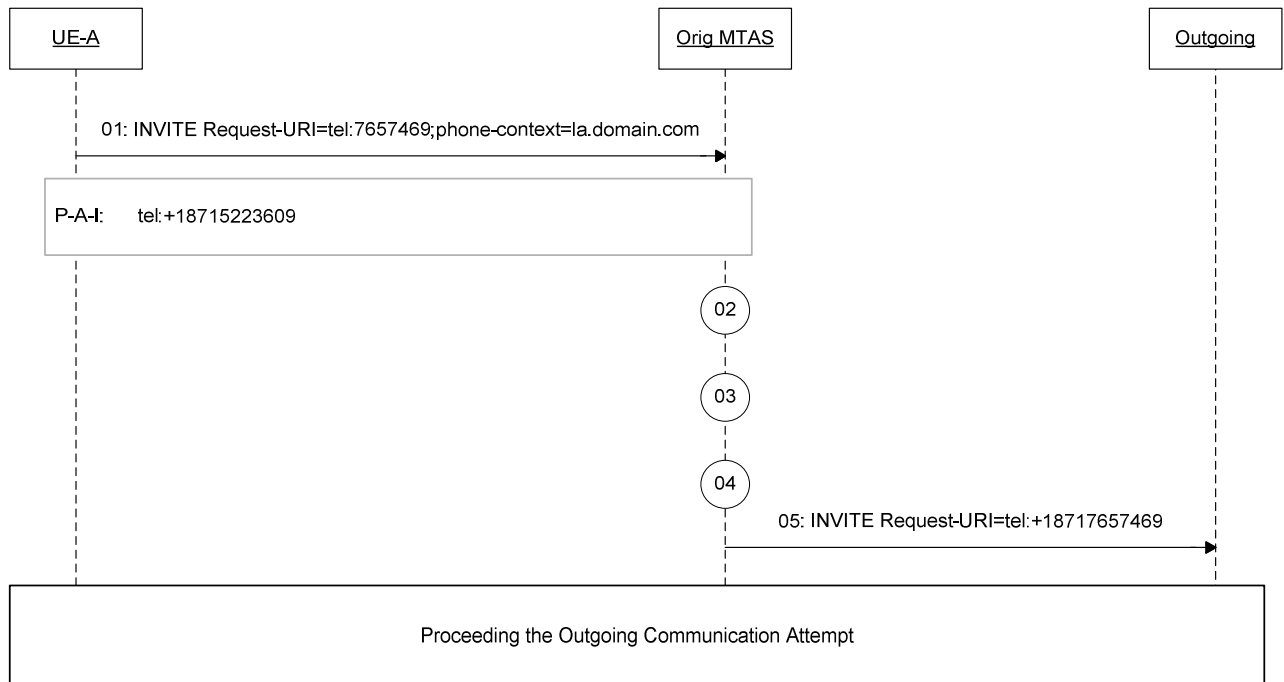 UE-A
Orig MTAS
Outgoing
01: INVITE Request-URI=tel:7657469;phone-context=la.domain.com
P-A-I: tel:+18715223609
02
03
04
05: INVITE Request-URI=tel:+18717657469
Proceeding the Outgoing Communication Attempt